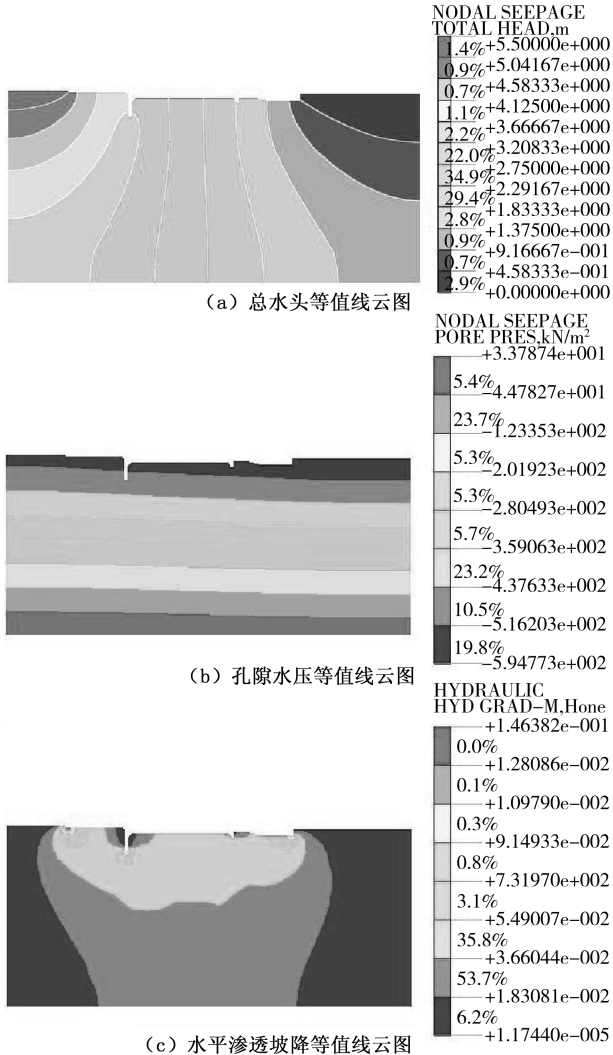 NODAL SEEPAGE
TOTAL HEAD,m
+5.50000e+000
1.4%
+5.04167e+000
0.9%
+4.58333e+000
0.7%
+4.12500e+000
1.1%
+3.66667e+000
2.2%
+3.20833e+000
22.0%
+2.75000e+000
34.9%
+2.29167e+000
29.4%
+1.83333e+000
2.8%
+1.37500e+000
0.9%
+9.16667e-001
0.7%
+4.58333e-001
2.9%
+0.00000e+000
（a）总水头等值线云图
NODAL SEEPAGE
PORE PRES,kN/m²
+3.37874e+001
5.4%
-4.47827e+001
23.7%
-1.23353e+002
5.3%
-2.01923e+002
5.3%
-2.80493e+002
5.7%
-3.59063e+002
23.2%
-4.37633e+002
10.5%
-5.16203e+002
19.8%
-5.94773e+002
（b）孔隙水压等值线云图
HYDRAULIC
HYD GRAD-M,Hone
+1.46382e-001
0.0%
+1.28086e-002
0.1%
+1.09790e-002
0.3%
+9.14933e-002
0.8%
+7.31970e+002
3.1%
+5.49007e-002
35.8%
+3.66044e-002
53.7%
+1.83081e-002
6.2%
+1.17440e-005
（c）水平渗透坡降等值线云图